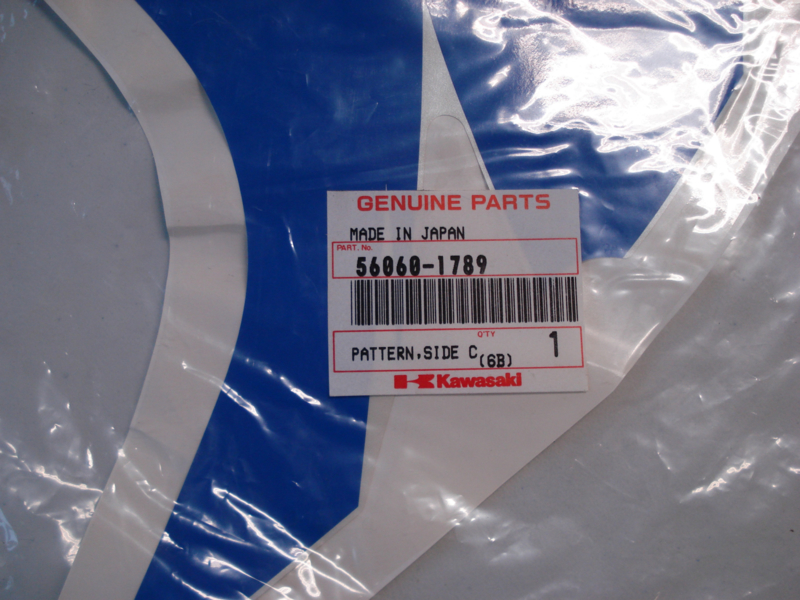 GENUINE PARTS
MADE IN JAPAN
PART. No.
56060-1789
Q'TY
PATTERN,SIDE C(6B) 1
Kawasaki